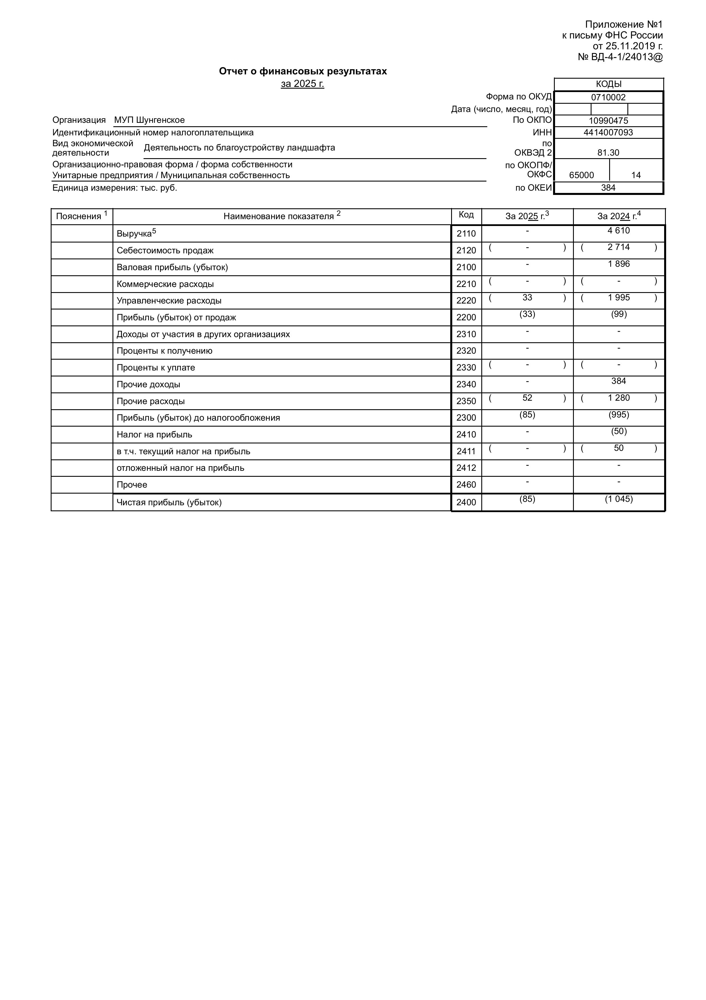 Приложение №1
к письму ФНС России
от 25.11.2019 г.
№ ВД-4-1/24013@
Отчет о финансовых результатах
за 2025 г.
КОДЫ
Форма по ОКУД 0710002
Дата (число, месяц, год)
Организация МУП Шунгенское По ОКПО 10990475
Идентификационный номер налогоплательщика ИНН 4414007093
Вид экономической
деятельности Деятельность по благоустройству ландшафта по
ОКВЭД 2 81.30
Организационно-правовая форма / форма собственности по ОКОПФ/
Унитарные предприятия / Муниципальная собственность ОКФС 65000 14
Единица измерения: тыс. руб. по ОКЕИ 384
Пояснения 1 Наименование показателя 2 Код За 2025 г.3 За 2024 г.4
Выручка5 2110 - 4 610
Себестоимость продаж 2120 ( - ) ( 2 714 )
Валовая прибыль (убыток) 2100 - 1 896
Коммерческие расходы 2210 ( - ) ( - )
Управленческие расходы 2220 ( 33 ) ( 1 995 )
Прибыль (убыток) от продаж 2200 (33) (99)
Доходы от участия в других организациях 2310 - -
Проценты к получению 2320 - -
Проценты к уплате 2330 ( - ) ( - )
Прочие доходы 2340 - 384
Прочие расходы 2350 ( 52 ) ( 1 280 )
Прибыль (убыток) до налогообложения 2300 (85) (995)
Налог на прибыль 2410 - (50)
в т.ч. текущий налог на прибыль 2411 ( - ) ( 50 )
отложенный налог на прибыль 2412 - -
Прочее 2460 - -
Чистая прибыль (убыток) 2400 (85) (1 045)